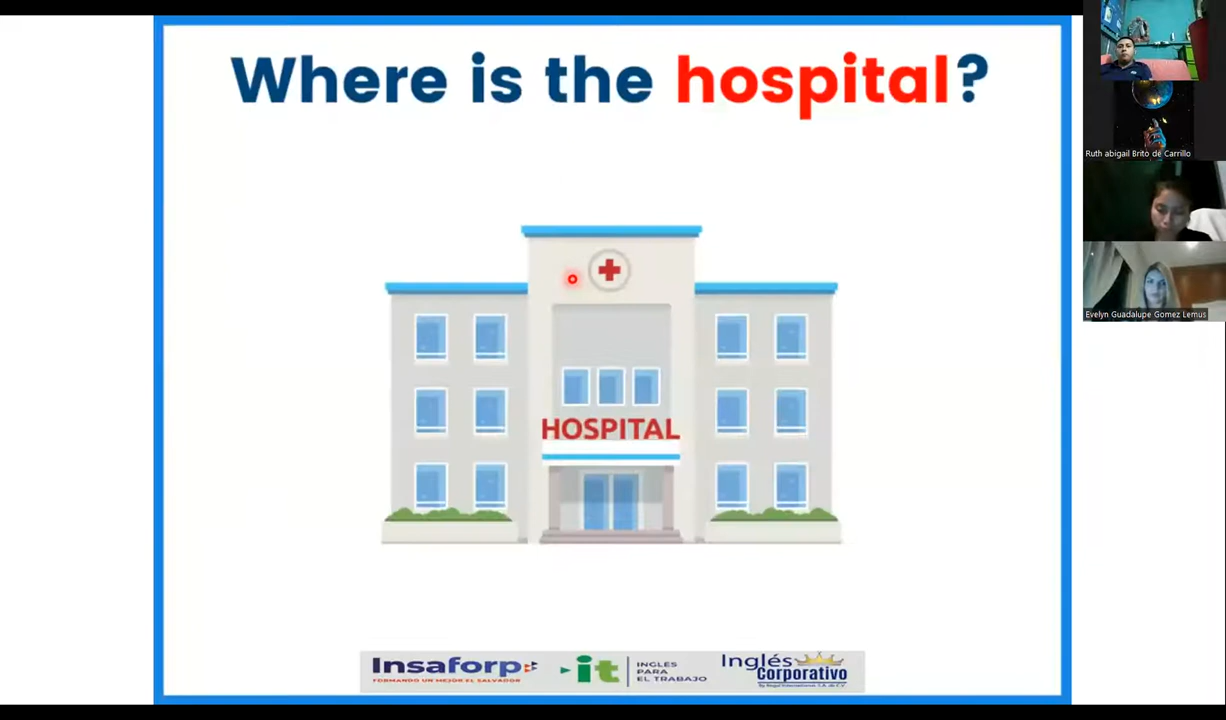 Where is the hospital?
HOSPITAL
Insaforp
FORMANDO UN MEJOR EL SALVADOR
it
INGLÉS
PARA
EL TRABAJO
Inglés
Corporativo
Ruth abigail Brito de Carrillo
Evelyn Guadalupe Gomez Lemus